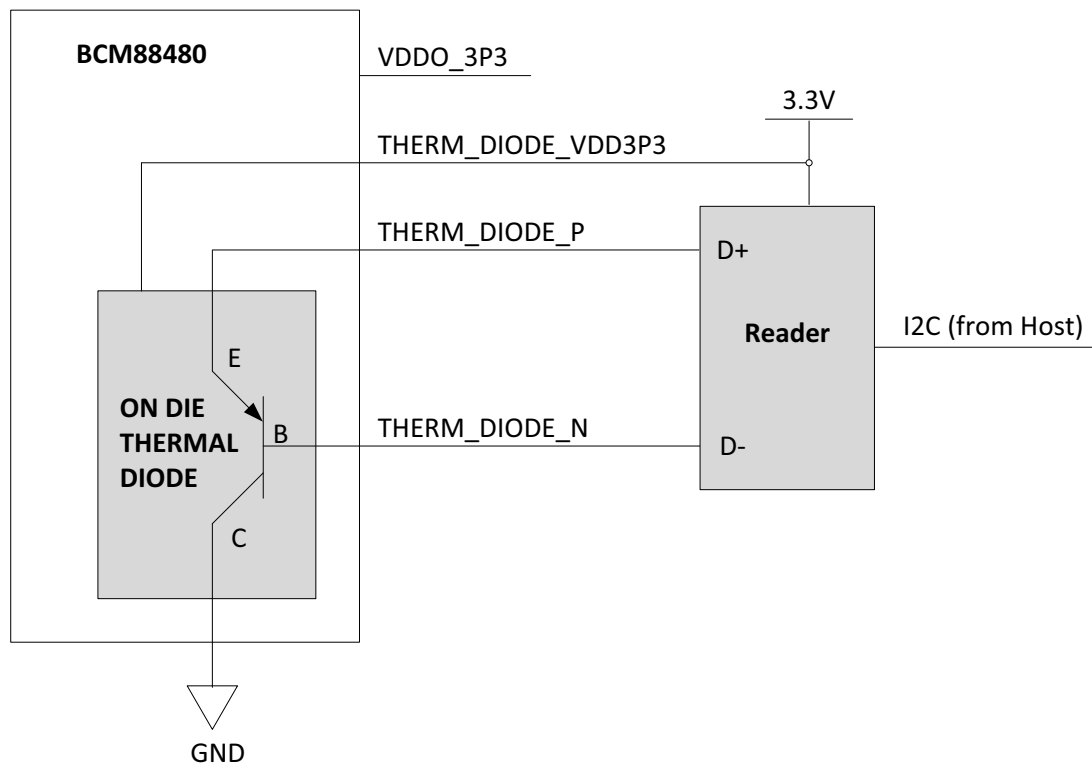 BCM88480
VDDO_3P3
3.3V
THERM_DIODE_VDD3P3
THERM_DIODE_P
D+
Reader
I2C (from Host)
E
ON DIE
THERMAL
DIODE
B
THERM_DIODE_N
D-
C
GND